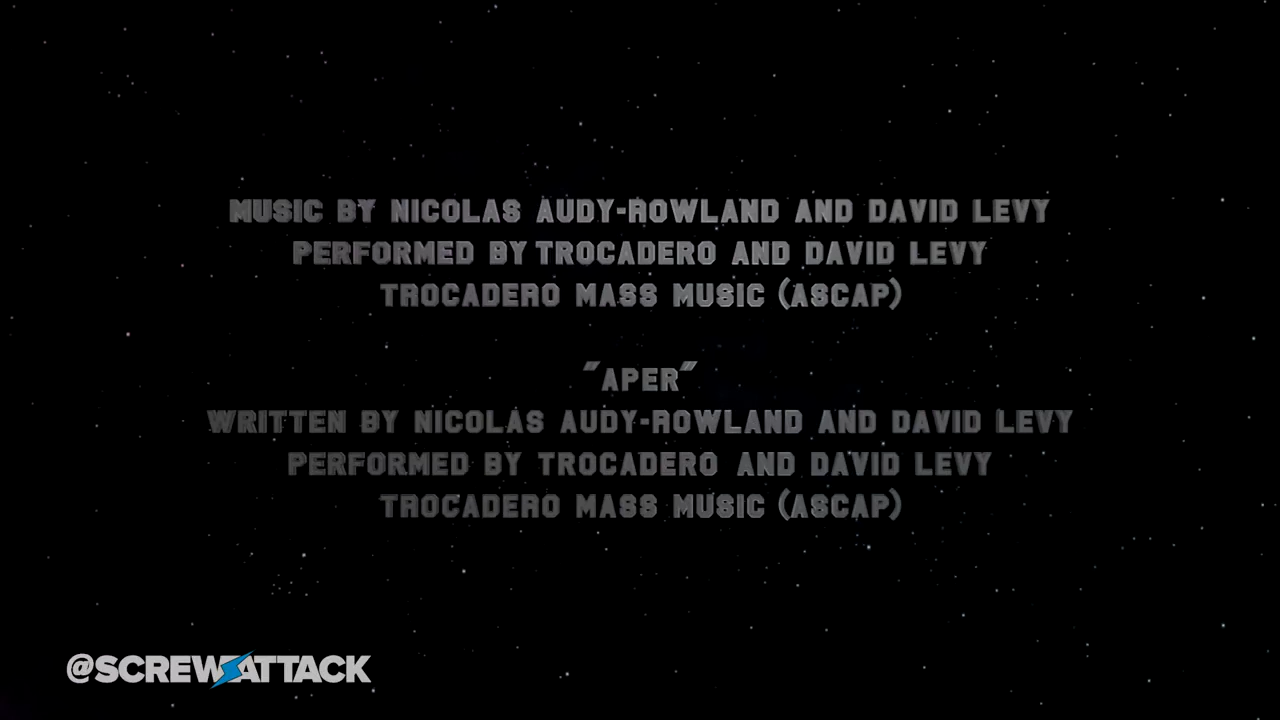 MUSIC BY NICOLAS AUDY-ROWLAND AND DAVID LEVY
PERFORMED BY TROCADERO AND DAVID LEVY
TROCADERO MASS MUSIC (ASCAP)
"APER"
WRITTEN BY NICOLAS AUDY-ROWLAND AND DAVID LEVY
PERFORMED BY TROCADERO AND DAVID LEVY
TROCADERO MASS MUSIC (ASCAP)
@SCREWATTACK